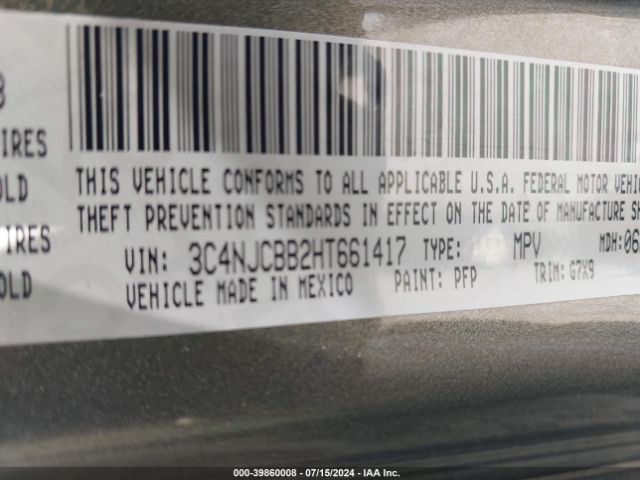 8
IRES
OLD
IRES
OLD
THIS VEHICLE CONFORMS TO ALL APPLICABLE U.S.A. FEDERAL MOTOR VEHI
THEFT PREVENTION STANDARDS IN EFFECT ON THE DATE OF MANUFACTURE SH
VIN: 3C4NJCBB2HT661417 TYPE: MPV MDH: 06
VEHICLE MADE IN MEXICO PAINT: PFP TRIM: G7X9
000-39860008 - 07/15/2024 - IAA Inc.